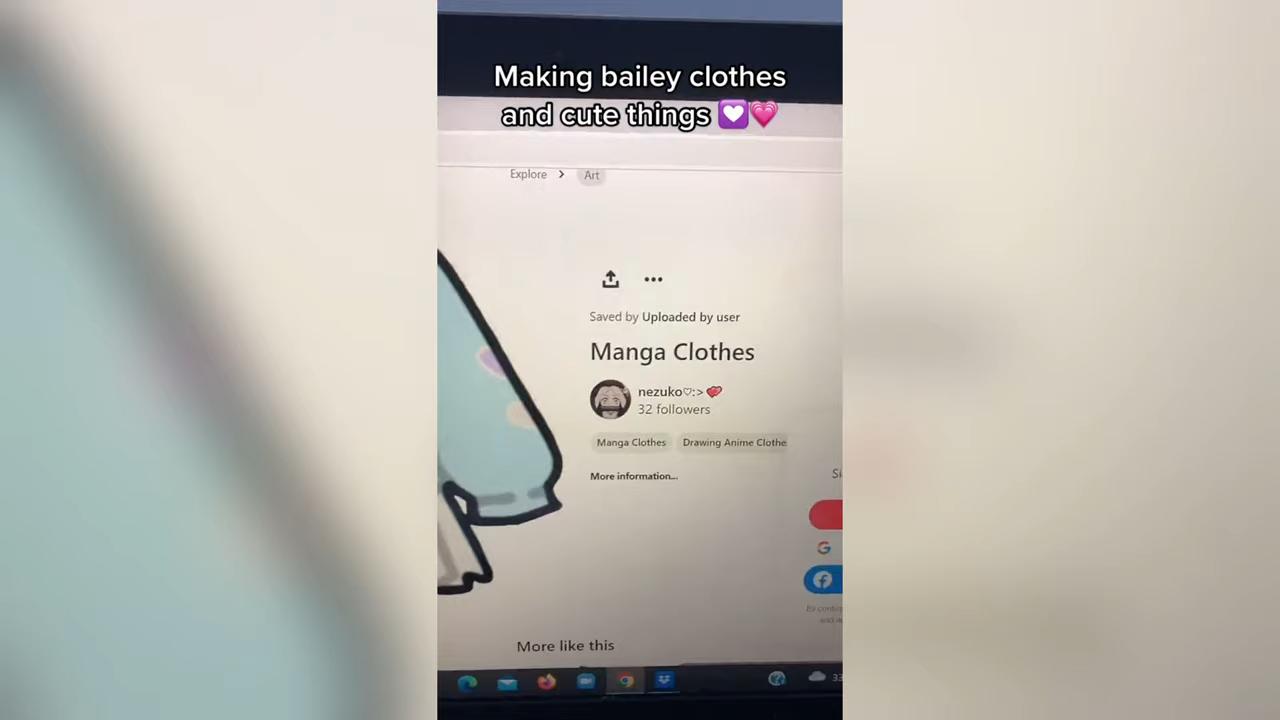 Making bailey clothes
and cute things 💟💗
Explore > Art
Saved by Uploaded by user
Manga Clothes
nezuko♡:> 💕
32 followers
Manga Clothes Drawing Anime Clothe
More information...
More like this